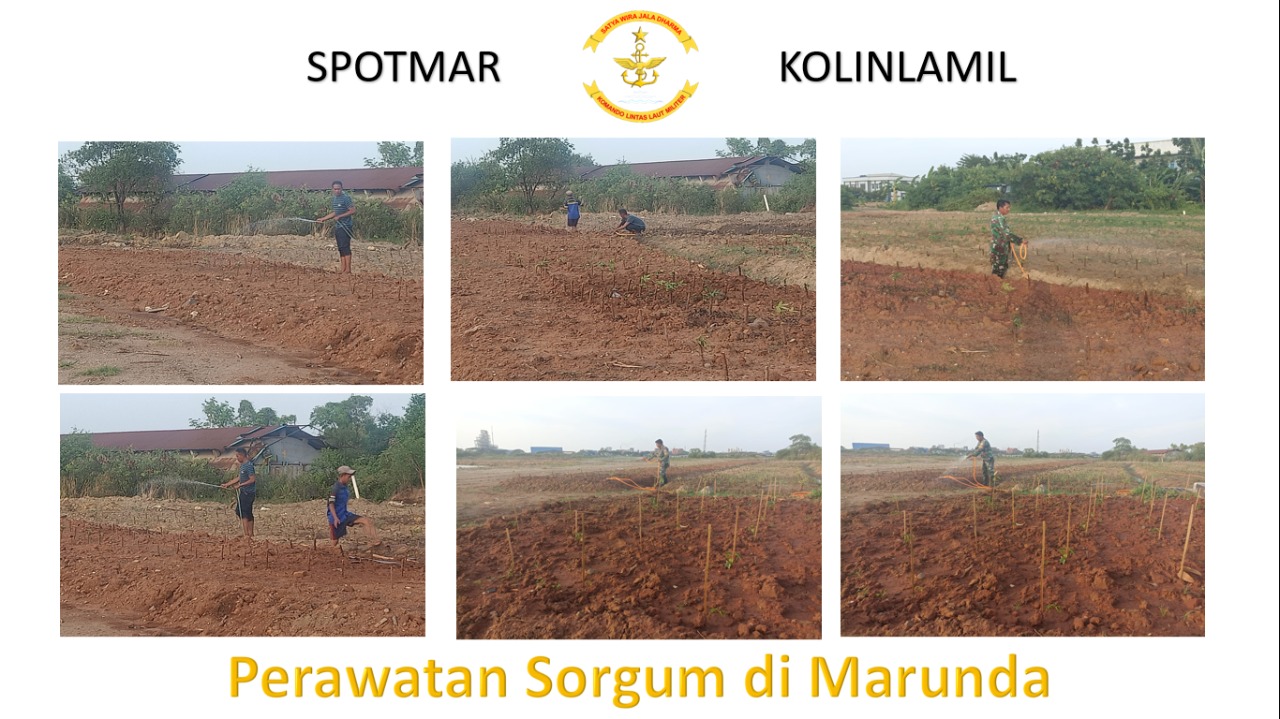 SPOTMAR
SATYA WIRA JALA DHARMA
KOMANDO LINTAS LAUT MILITER
KOLINLAMIL
Perawatan Sorgum di Marunda